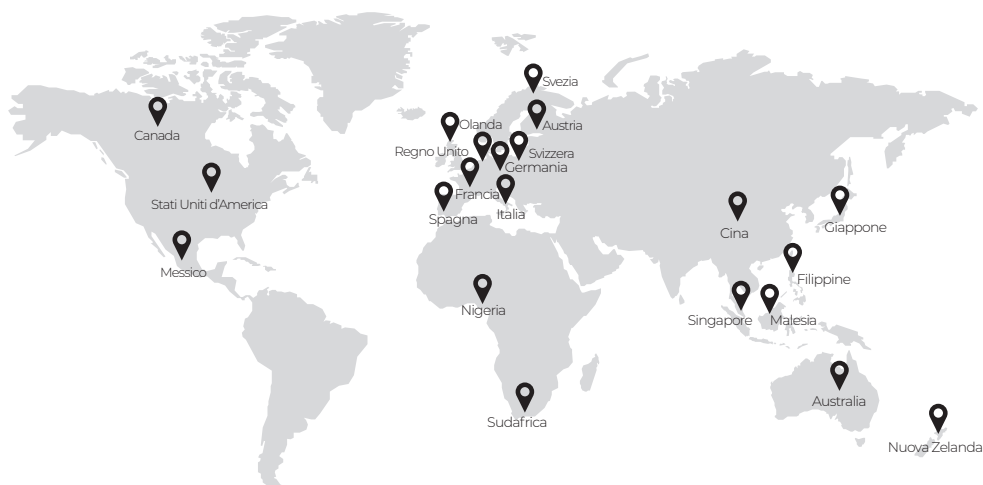 Svezia
Olanda
Austria
Canada
Regno Unito
Svizzera
Germania
Francia
Stati Uniti d'America
Italia
Spagna
Giappone
Cina
Messico
Filippine
Nigeria
Singapore
Malesia
Australia
Sudafrica
Nuova Zelanda